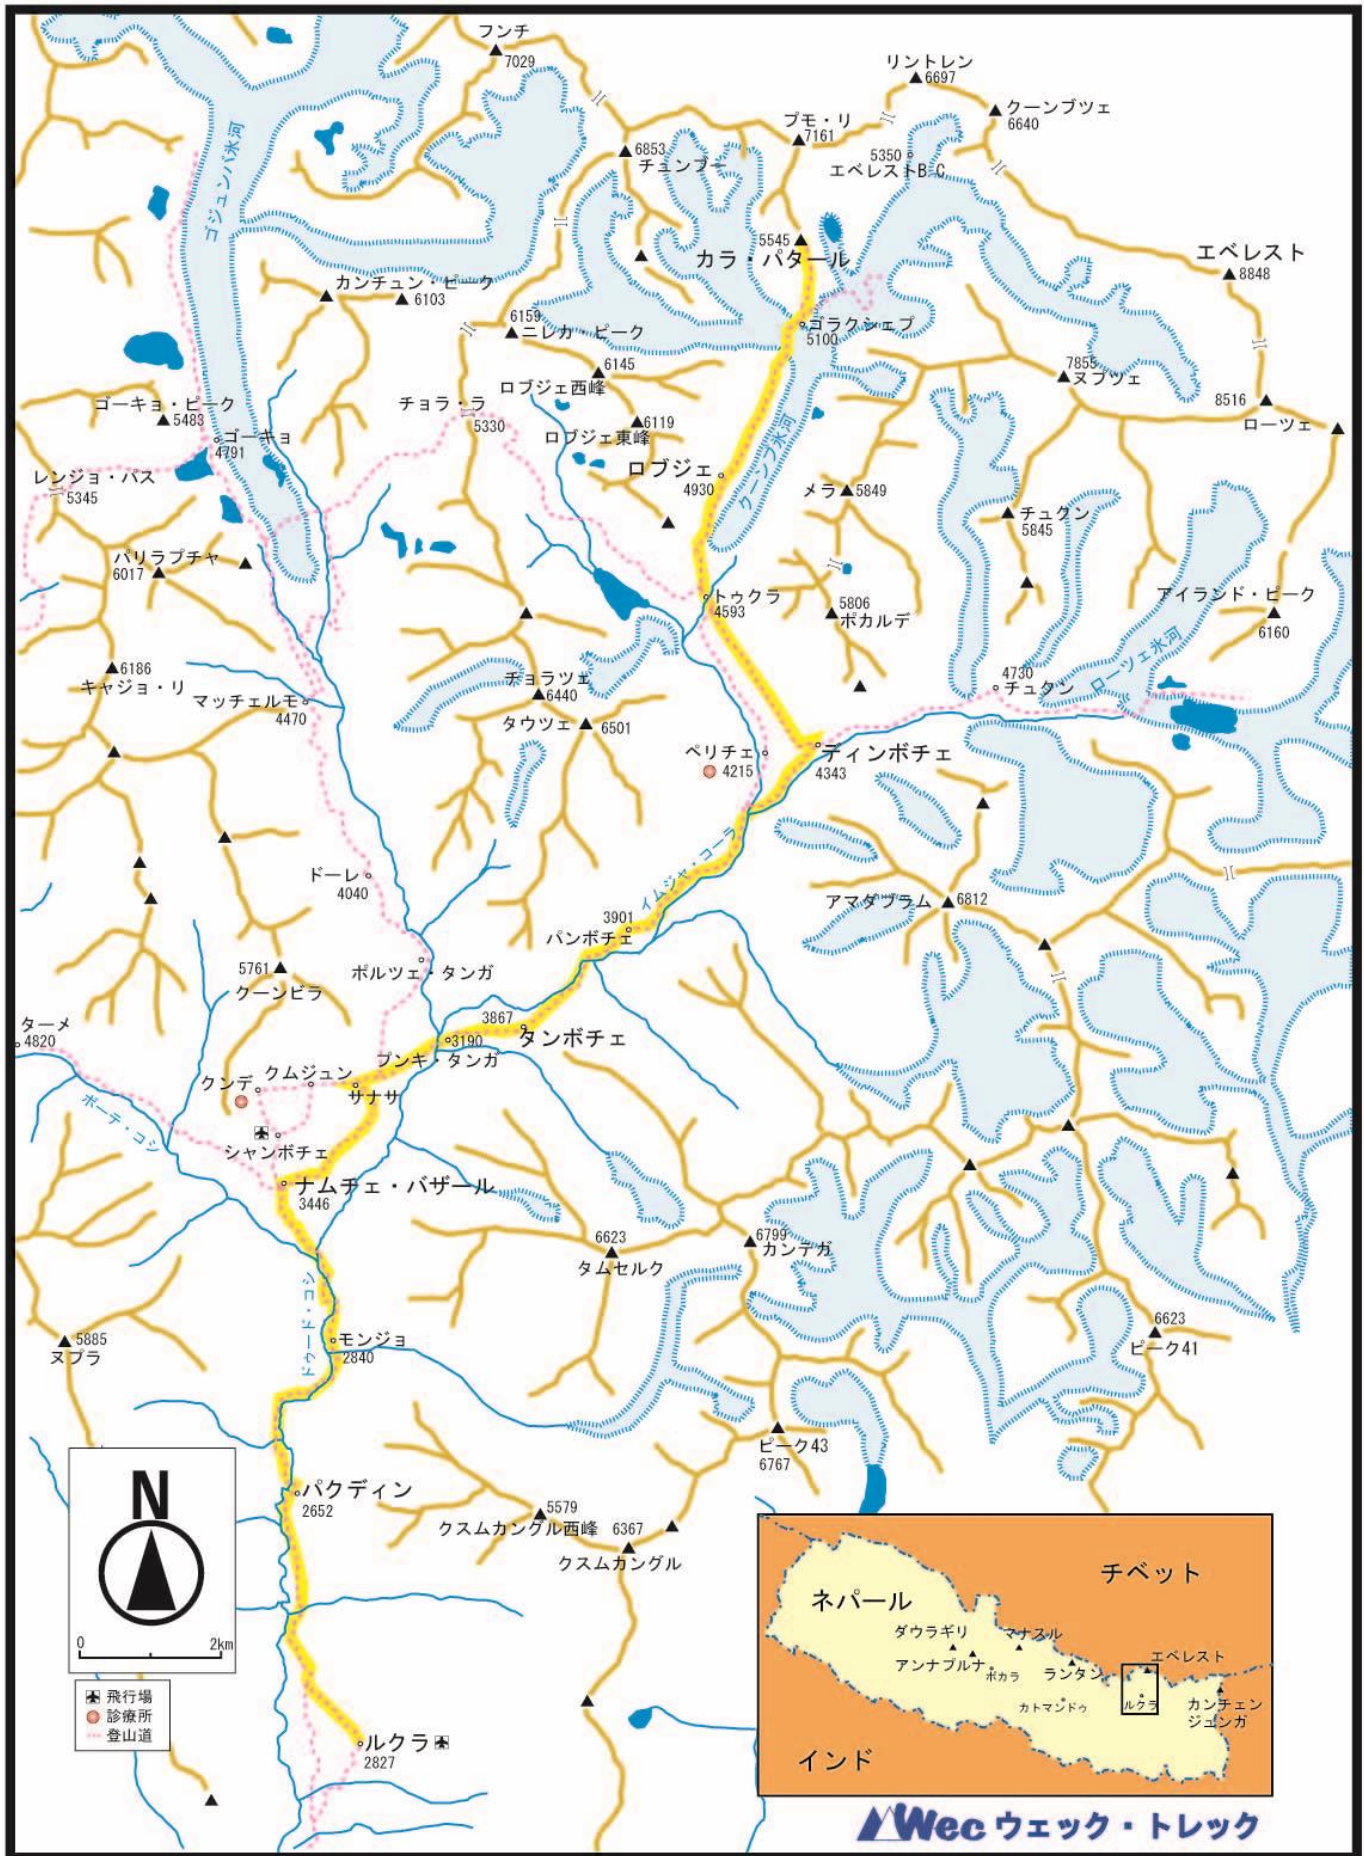 フンチ
7029
リントレン
6697
クーンブツェ
6640
プモ・リ
7161
6853
チュンブー
5350
エベレストB.C
ゴジュンバ氷河
5545
カラ・パタール
エベレスト
8848
カンチュン・ピーク
6103
6159
ニレカ・ピーク
ゴラクシェプ
5100
6145
ロブジェ西峰
7855
ヌプツェ
8516
ローツェ
ゴーキョ・ピーク
5483
チョラ・ラ
5330
6119
ロブジェ東峰
ゴーキョ
4791
クーンブ氷河
ロブジェ
4930
レンジョ・パス
5345
メラ
5849
チュクン
5845
パリラプチャ
6017
トゥクラ
4593
5806
ポカルデ
アイランド・ピーク
6160
6186
キャジョ・リ
マッチェルモ
4470
チョラツェ
6440
タウツェ
6501
4730
チュクン
ローツェ氷河
ペリチェ
4215
ディンボチェ
4343
イムジャ・コーラ
ドーレ
4040
アマダブラム
6812
3901
パンボチェ
5761
クーンビラ
ポルツェ・タンガ
ターメ
4820
3867
タンボチェ
3190
プンキ・タンガ
クムジュン
クンデ
サナサ
ボーテ・コシ
シャンボチェ
ナムチェ・バザール
3446
6623
タムセルク
6799
カンテガ
ドゥード・コシ
モンジョ
2840
5885
ヌプラ
6623
ピーク41
ピーク43
6767
N
0
2km
パクディン
2652
5579
クスムカングル西峰
6367
クスムカングル
飛行場
診療所
登山道
ルクラ
2827
チベット
ネパール
ダウラギリ
マナスル
アンナプルナ
ポカラ
ランタン
エベレスト
カトマンドゥ
ルクラ
カンチェン
ジュンガ
インド
Wec ウェック・トレック